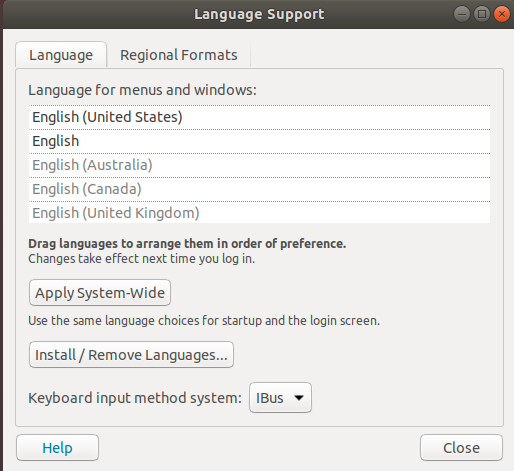 Language Support
Language
Regional Formats
Language for menus and windows:
English (United States)
English
English (Australia)
English (Canada)
English (United Kingdom)
Drag languages to arrange them in order of preference.
Changes take effect next time you log in.
Apply System-Wide
Use the same language choices for startup and the login screen.
Install / Remove Languages...
Keyboard input method system: IBus
Help
Close